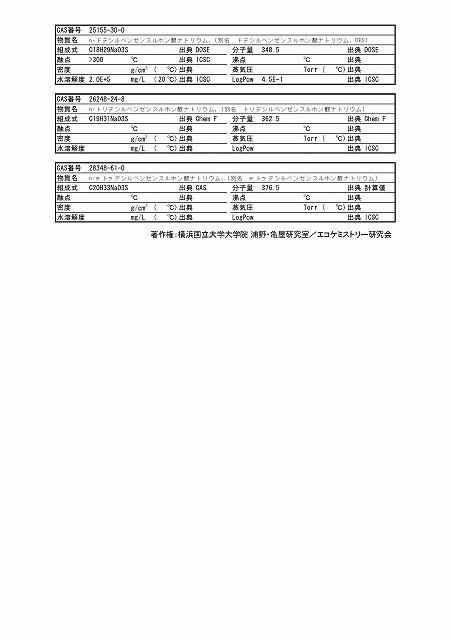 CAS番号 25155-30-0
物質名 n-ドデシルベンゼンスルホン酸ナトリウム, (別名 ドデシルベンゼンスルホン酸ナトリウム, DBS)
組成式 C18H29NaO3S 出典 DOSE 分子量 348.5 出典 DOSE
融点 >300 ℃ 出典 ICSC 沸点 ℃ 出典
密度 g/cm³ ( ℃) 出典 蒸気圧 Torr ( ℃) 出典
水溶解度 2.0E+5 mg/L (20℃) 出典 ICSC LogPow 4.5E-1 出典 ICSC
CAS番号 26248-24-8
物質名 n-トリデシルベンゼンスルホン酸ナトリウム, (別名 トリデシルベンゼンスルホン酸ナトリウム)
組成式 C19H31NaO3S 出典 Chem F 分子量 362.5 出典 Chem F
融点 ℃ 出典 沸点 ℃ 出典
密度 g/cm³ ( ℃) 出典 蒸気圧 Torr ( ℃) 出典
水溶解度 mg/L ( ℃) 出典 LogPow 出典 ICSC
CAS番号 28348-61-0
物質名 n-テトラデシルベンゼンスルホン酸ナトリウム, (別名 テトラデシルベンゼンスルホン酸ナトリウム)
組成式 C20H33NaO3S 出典 CAS 分子量 376.5 出典 計算値
融点 ℃ 出典 沸点 ℃ 出典
密度 g/cm³ ( ℃) 出典 蒸気圧 Torr ( ℃) 出典
水溶解度 mg/L ( ℃) 出典 LogPow 出典 ICSC
著作権:横浜国立大学大学院 浦野・亀屋研究室/エコケミストリー研究会